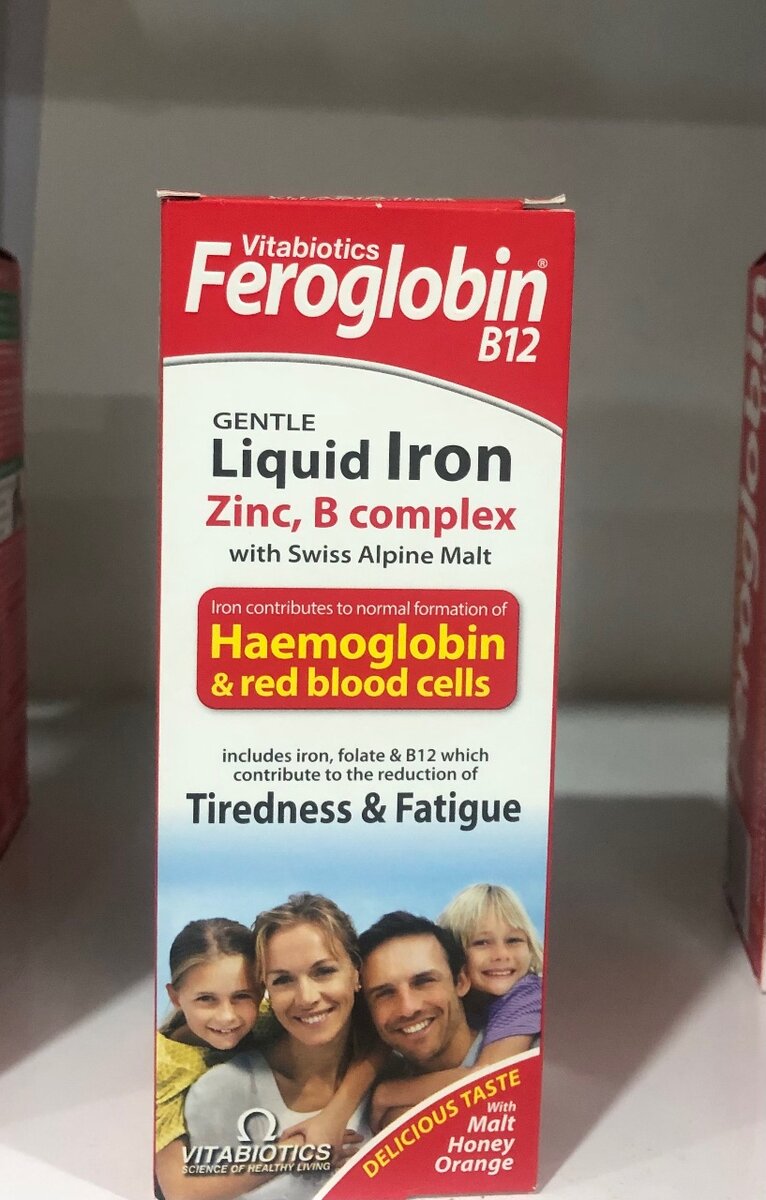 Vitabiotics
Feroglobin®
B12
GENTLE
Liquid Iron
Zinc, B complex
with Swiss Alpine Malt
Iron contributes to normal formation of
Haemoglobin
& red blood cells
includes iron, folate & B12 which
contribute to the reduction of
Tiredness & Fatigue
DELICIOUS TASTE
With
Malt
Honey
Orange
VITABIOTICS
SCIENCE OF HEALTHY LIVING